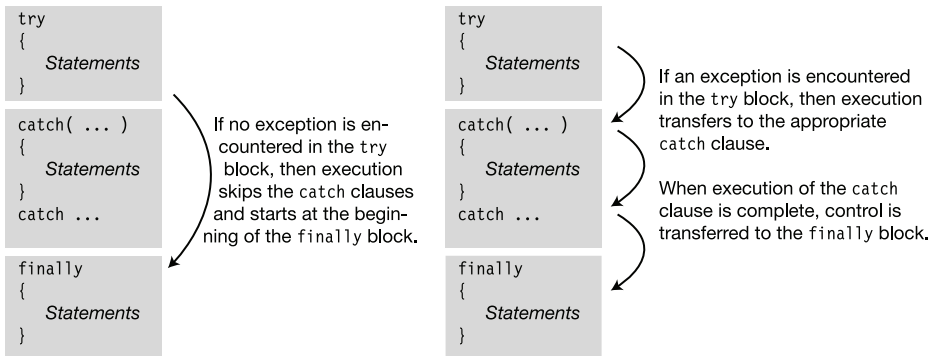 try
{
Statements
}
catch( ... )
{
Statements
}
catch ...
finally
{
Statements
}
If no exception is en-
countered in the try
block, then execution
skips the catch clauses
and starts at the begin-
ning of the finally block.
try
{
Statements
}
catch( ... )
{
Statements
}
catch ...
finally
{
Statements
}
If an exception is encountered
in the try block, then execution
transfers to the appropriate
catch clause.
When execution of the catch
clause is complete, control is
transferred to the finally block.